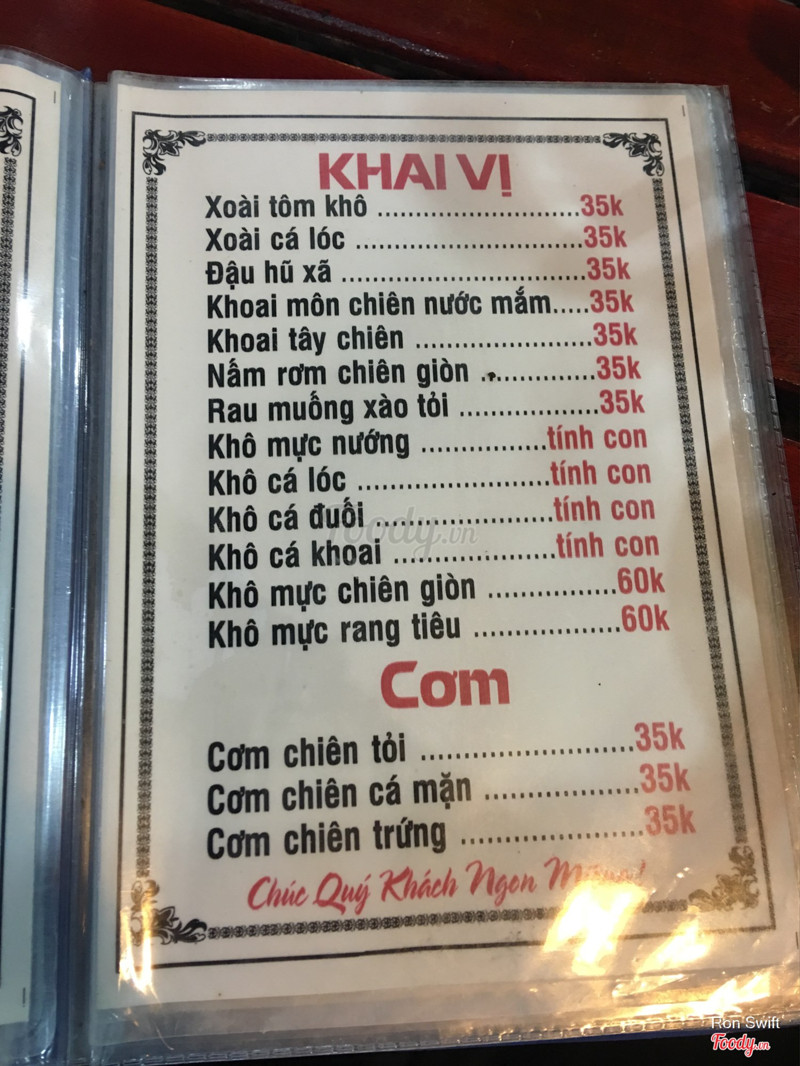 KHAI VỊ
Xoài tôm khô ............................35k
Xoài cá lóc ...............................35k
Đậu hũ xã .................................35k
Khoai môn chiên nước mắm.....35k
Khoai tây chiên ........................35k
Nấm rơm chiên giòn ................35k
Rau muống xào tỏi ...................35k
Khô mực nướng .................tính con
Khô cá lóc ..........................tính con
Khô cá đuối ........................tính con
Khô cá khoai ......................tính con
Khô mực chiên giòn .................60k
Khô mực rang tiêu ....................60k
Cơm
Cơm chiên tỏi ............................35k
Cơm chiên cá mặn ....................35k
Cơm chiên trứng .......................35k
Chúc Quý Khách Ngon Miệng!
foody.vn
Ron Swift
Foody.vn